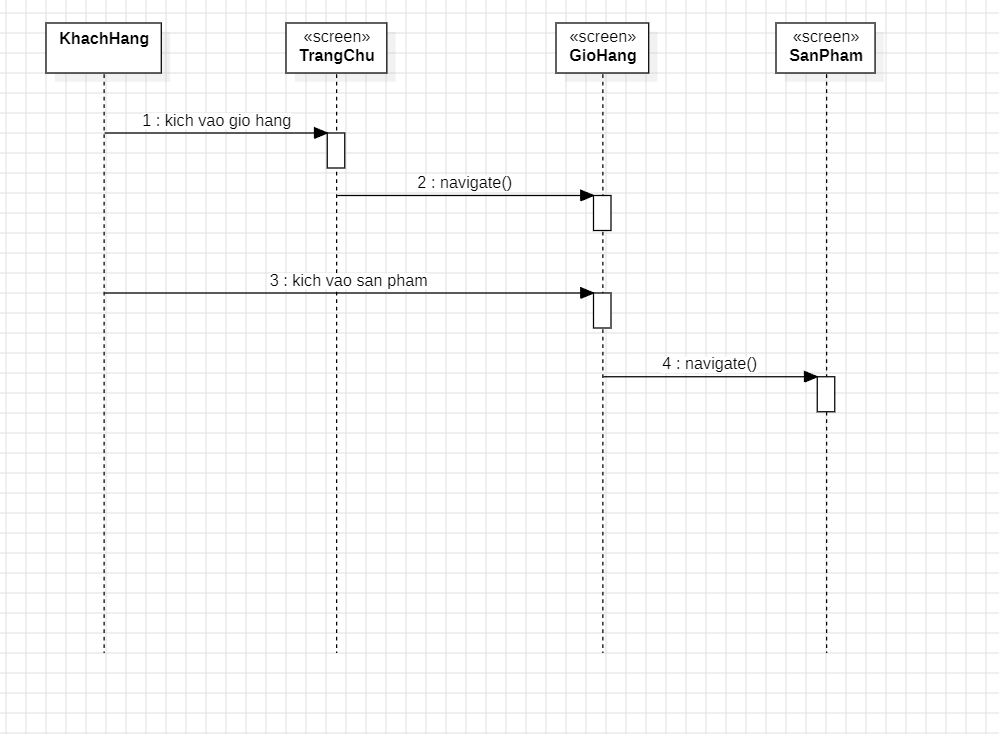 KhachHang
«screen»
TrangChu
«screen»
GioHang
«screen»
SanPham
1 : kich vao gio hang
2 : navigate()
3 : kich vao san pham
4 : navigate()